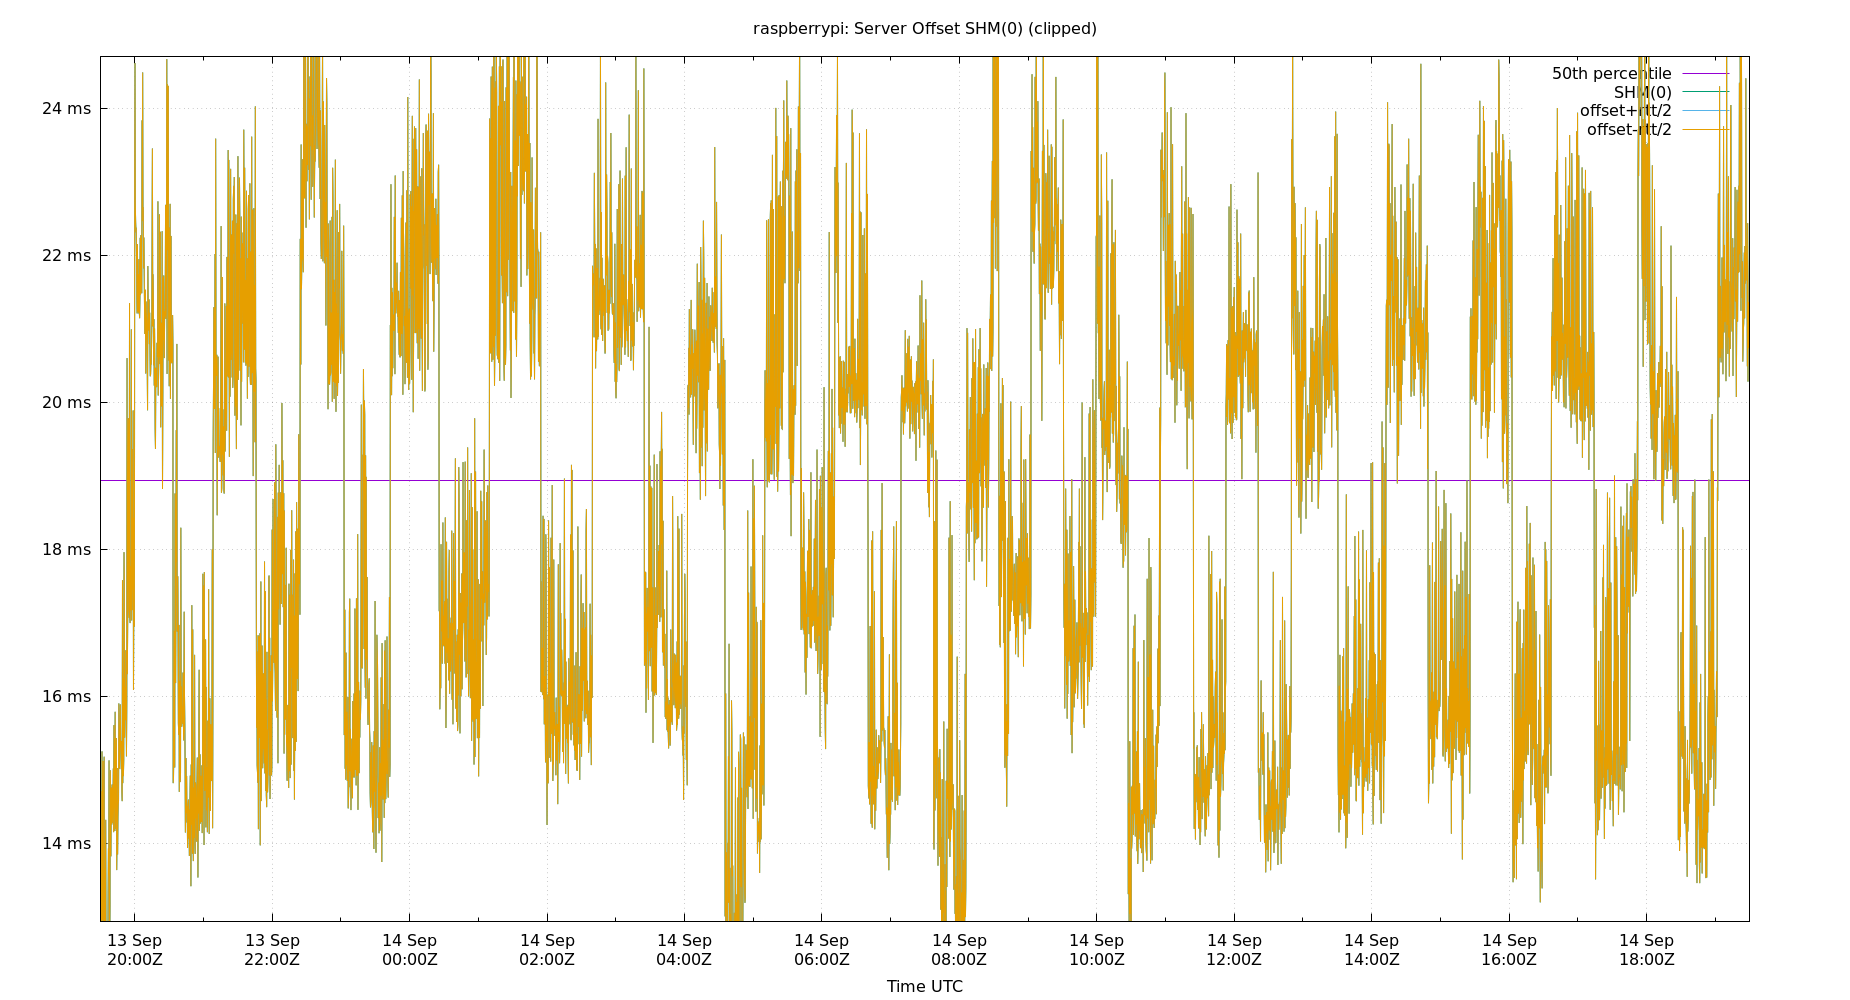 raspberrypi: Server Offset SHM(0) (clipped)
50th percentile
SHM(0)
offset+rtt/2
offset-rtt/2
24 ms
22 ms
20 ms
18 ms
16 ms
14 ms
13 Sep 13 Sep 14 Sep 14 Sep 14 Sep 14 Sep 14 Sep 14 Sep 14 Sep 14 Sep 14 Sep 14 Sep
20:00Z 22:00Z 00:00Z 02:00Z 04:00Z 06:00Z 08:00Z 10:00Z 12:00Z 14:00Z 16:00Z 18:00Z
Time UTC